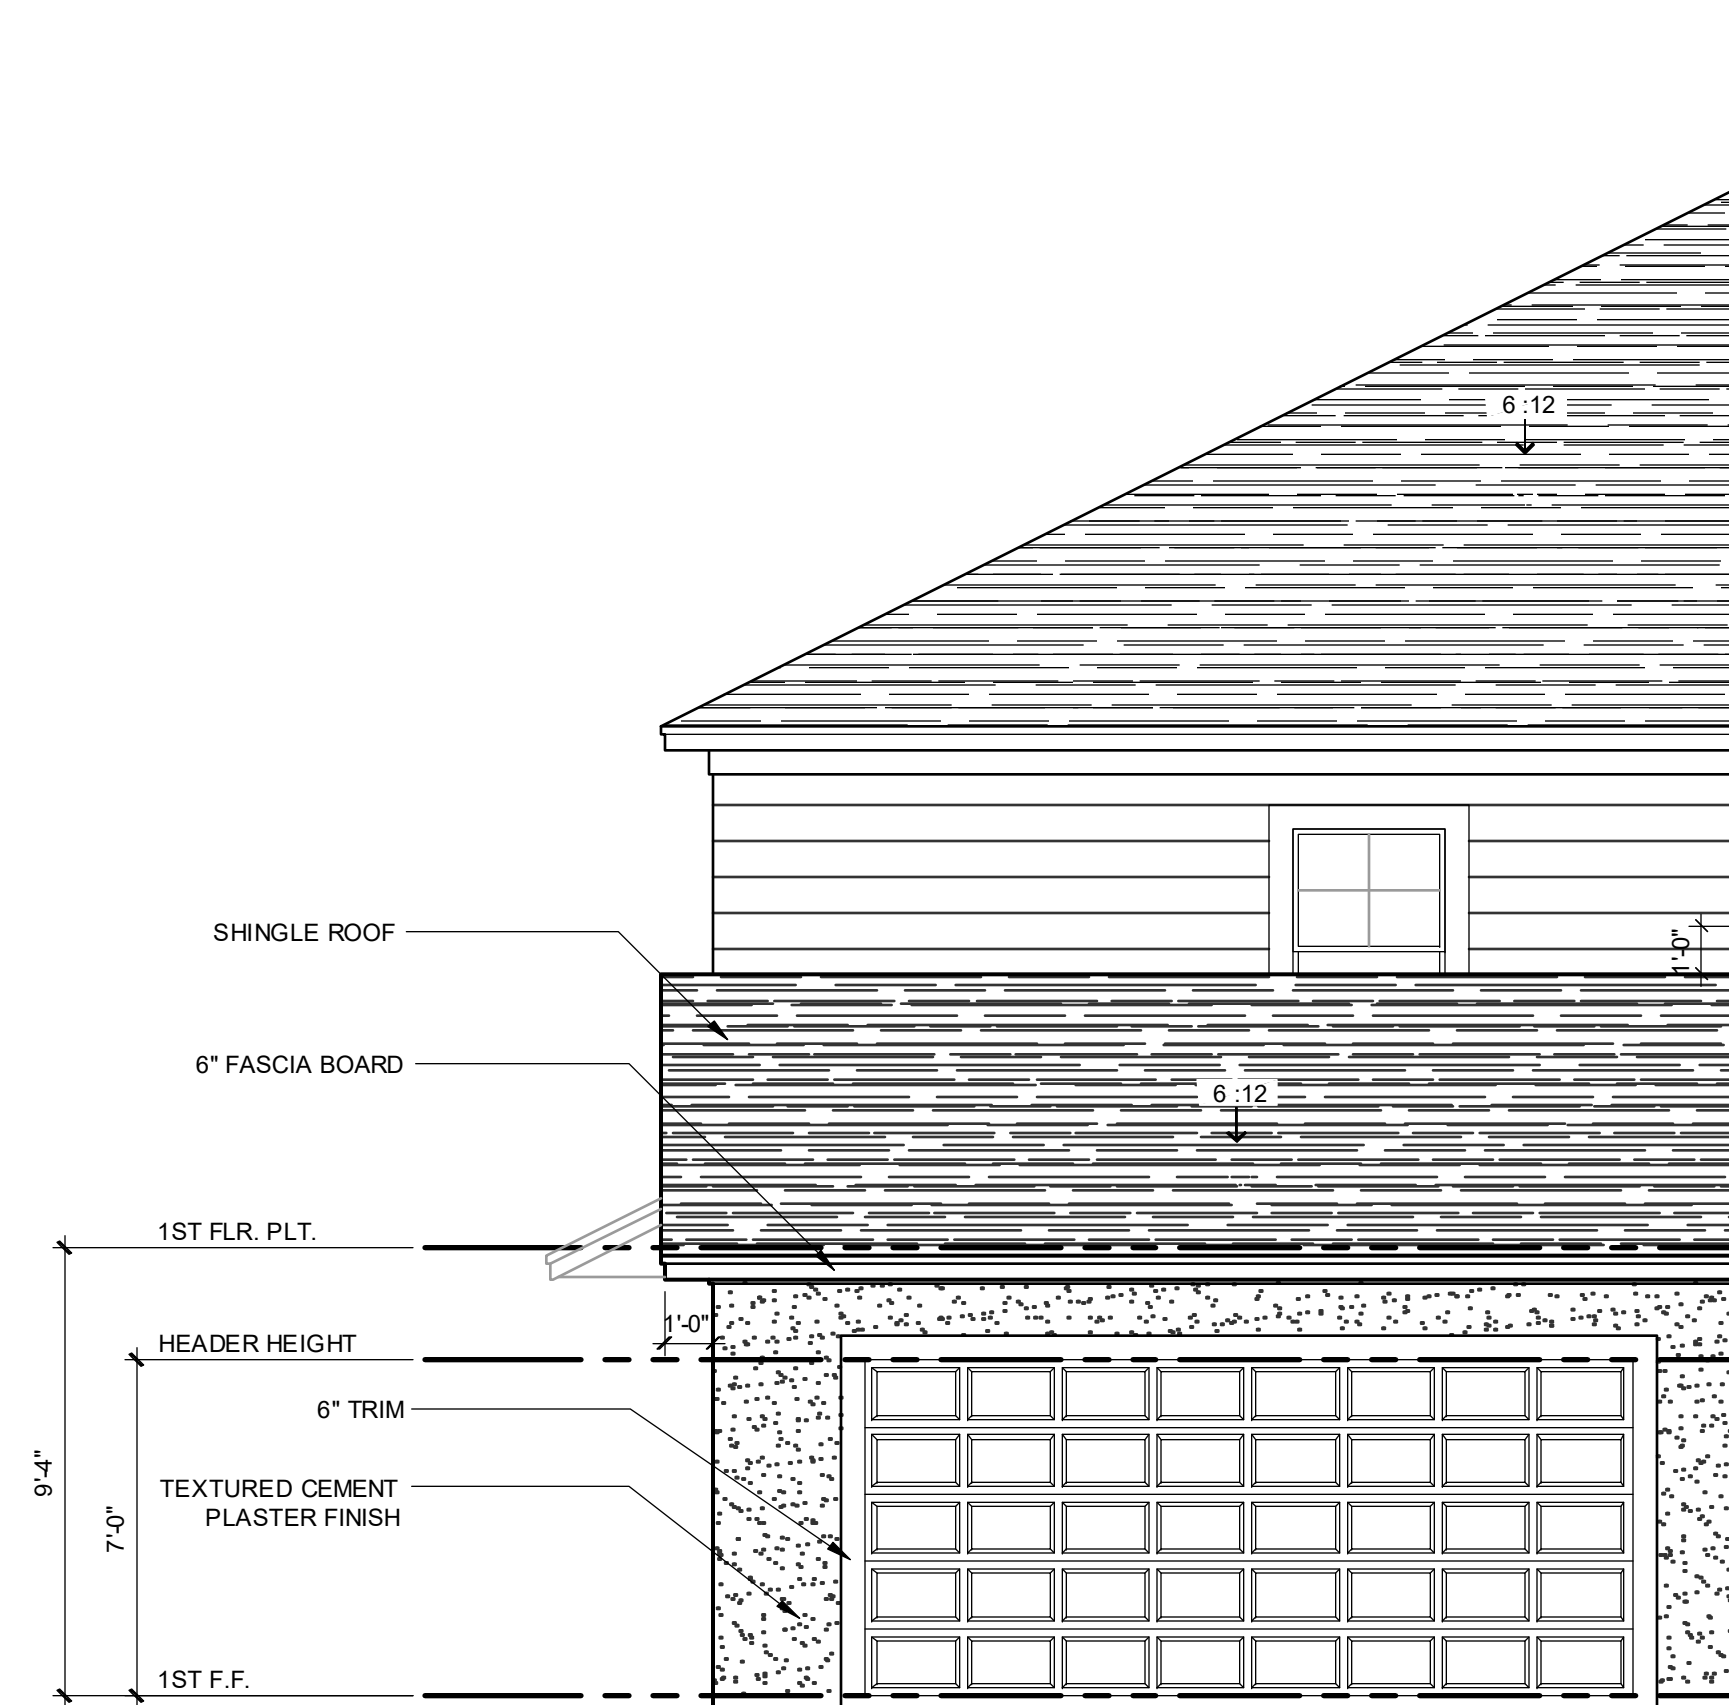 6 :12
SHINGLE ROOF
1'-0"
6" FASCIA BOARD
6 :12
1ST FLR. PLT.
1'-0"
HEADER HEIGHT
6" TRIM
9'-4"
7'-0"
TEXTURED CEMENT
PLASTER FINISH
1ST F.F.